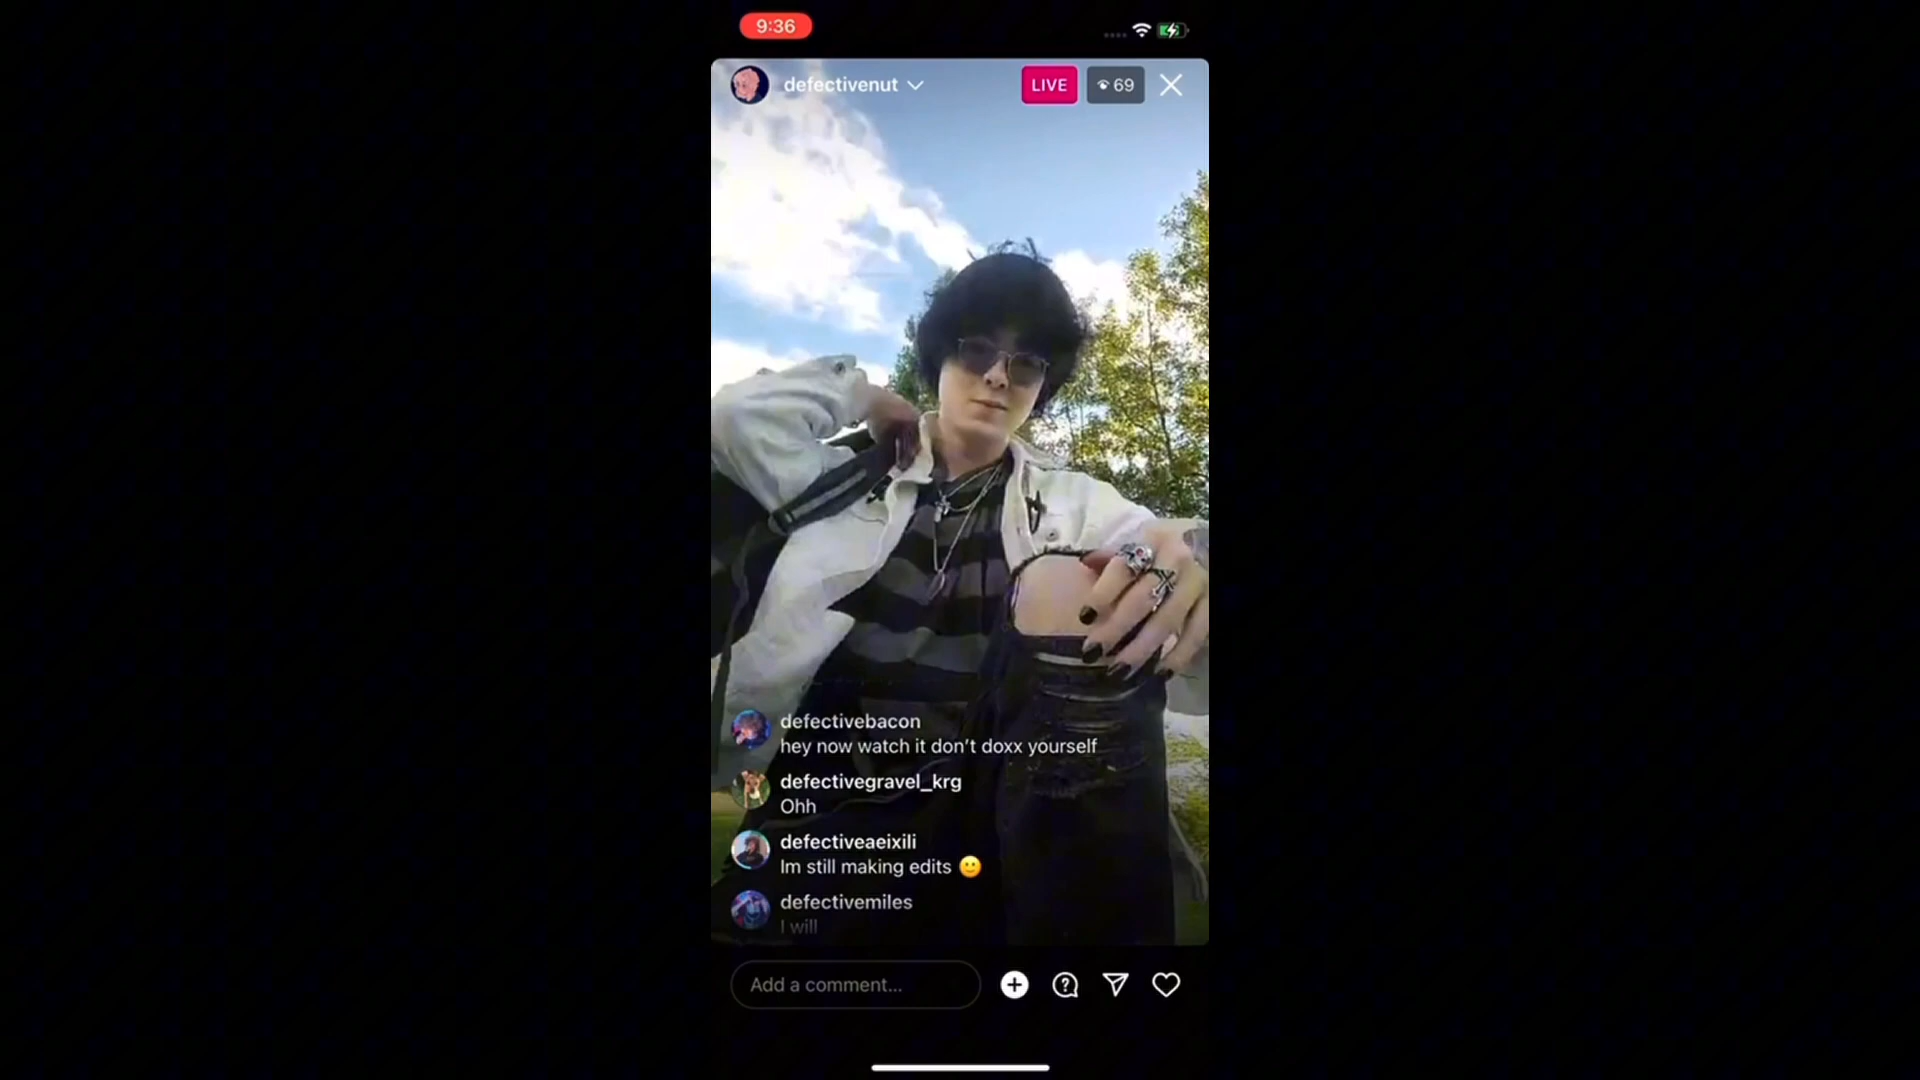 9:36
defectivenut
LIVE
69
defectivebacon
hey now watch it don’t doxx yourself
defectivegravel_krg
Ohh
defectiveaeixili
Im still making edits 🙂
defectivemiles
I will
Add a comment...